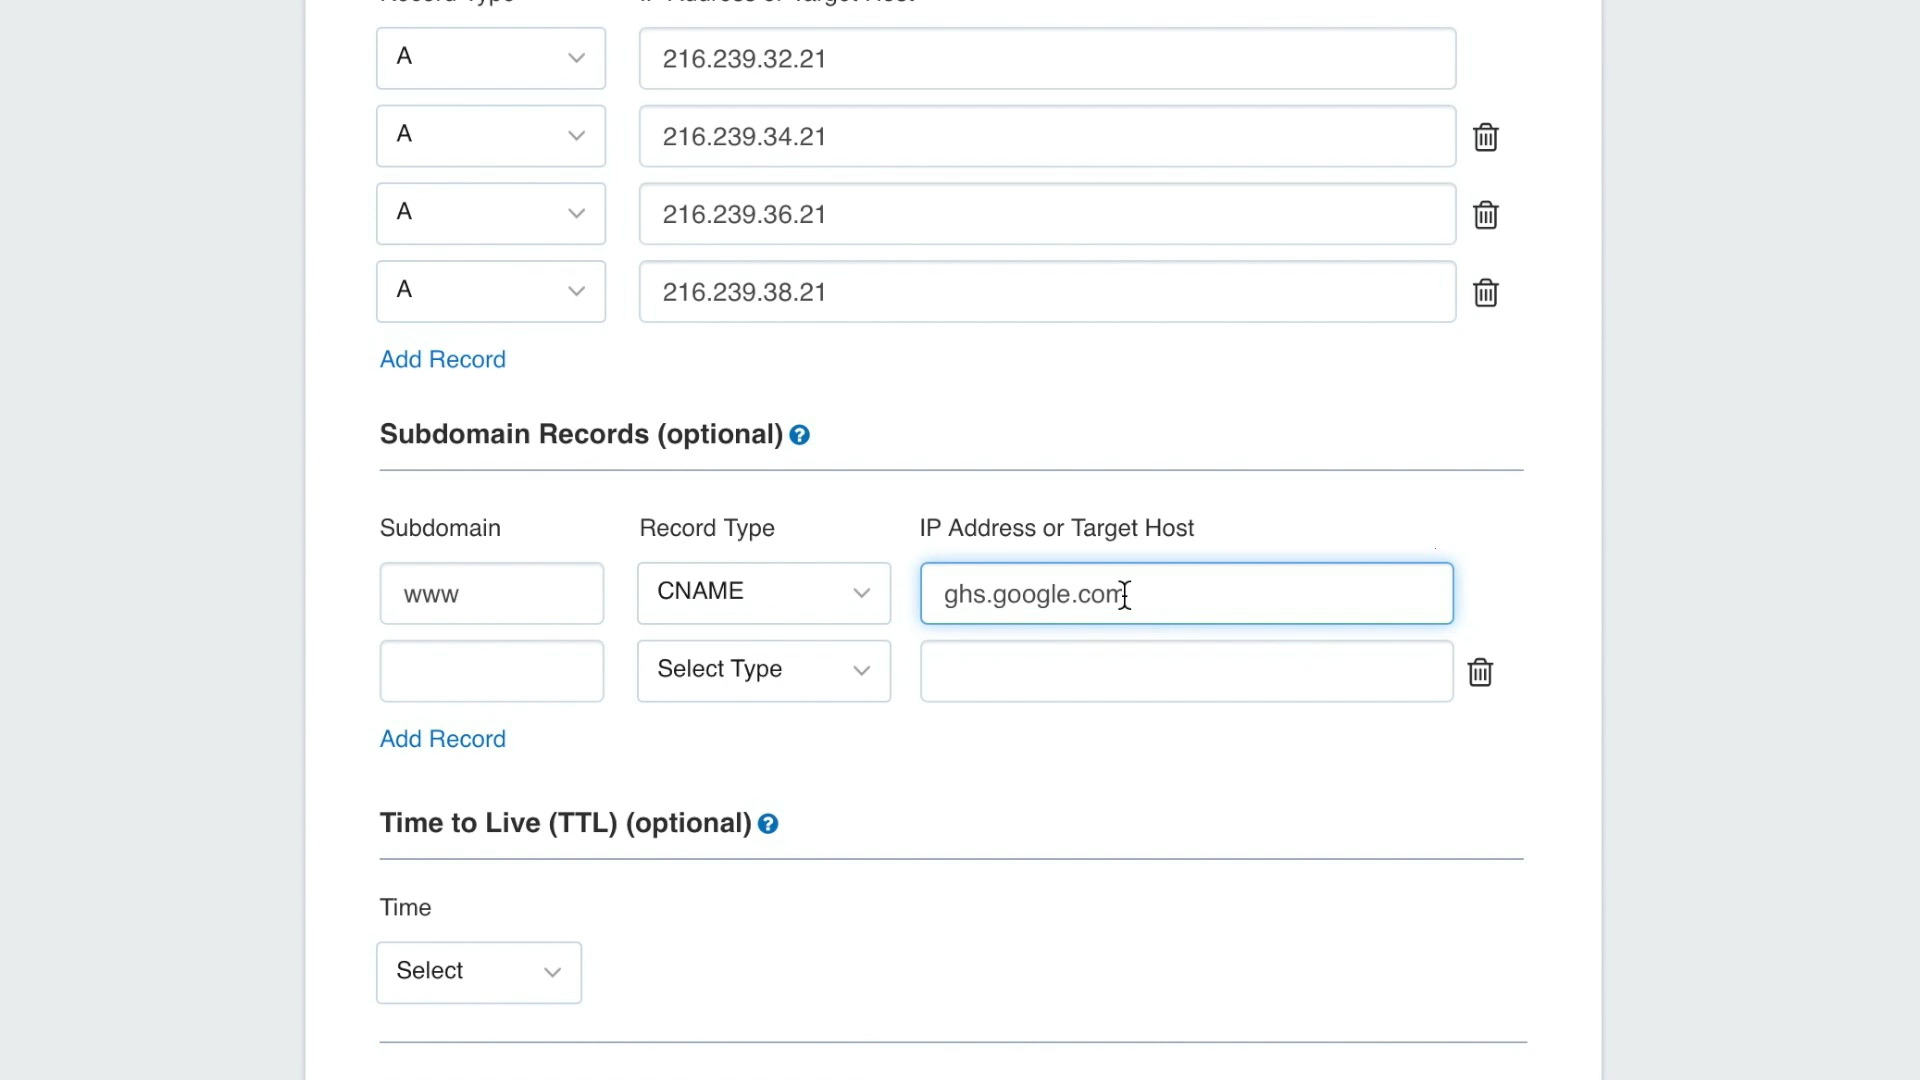 A 216.239.32.21
A 216.239.34.21
A 216.239.36.21
A 216.239.38.21
Add Record
Subdomain Records (optional) ?
Subdomain Record Type IP Address or Target Host
www CNAME ghs.google.com
Select Type
Add Record
Time to Live (TTL) (optional) ?
Time
Select